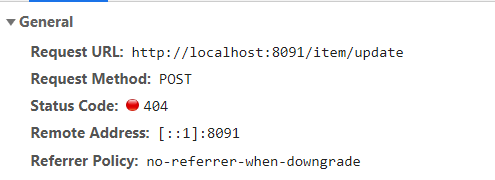 General
Request URL: http://localhost:8091/item/update
Request Method: POST
Status Code: 404
Remote Address: [::1]:8091
Referrer Policy: no-referrer-when-downgrade